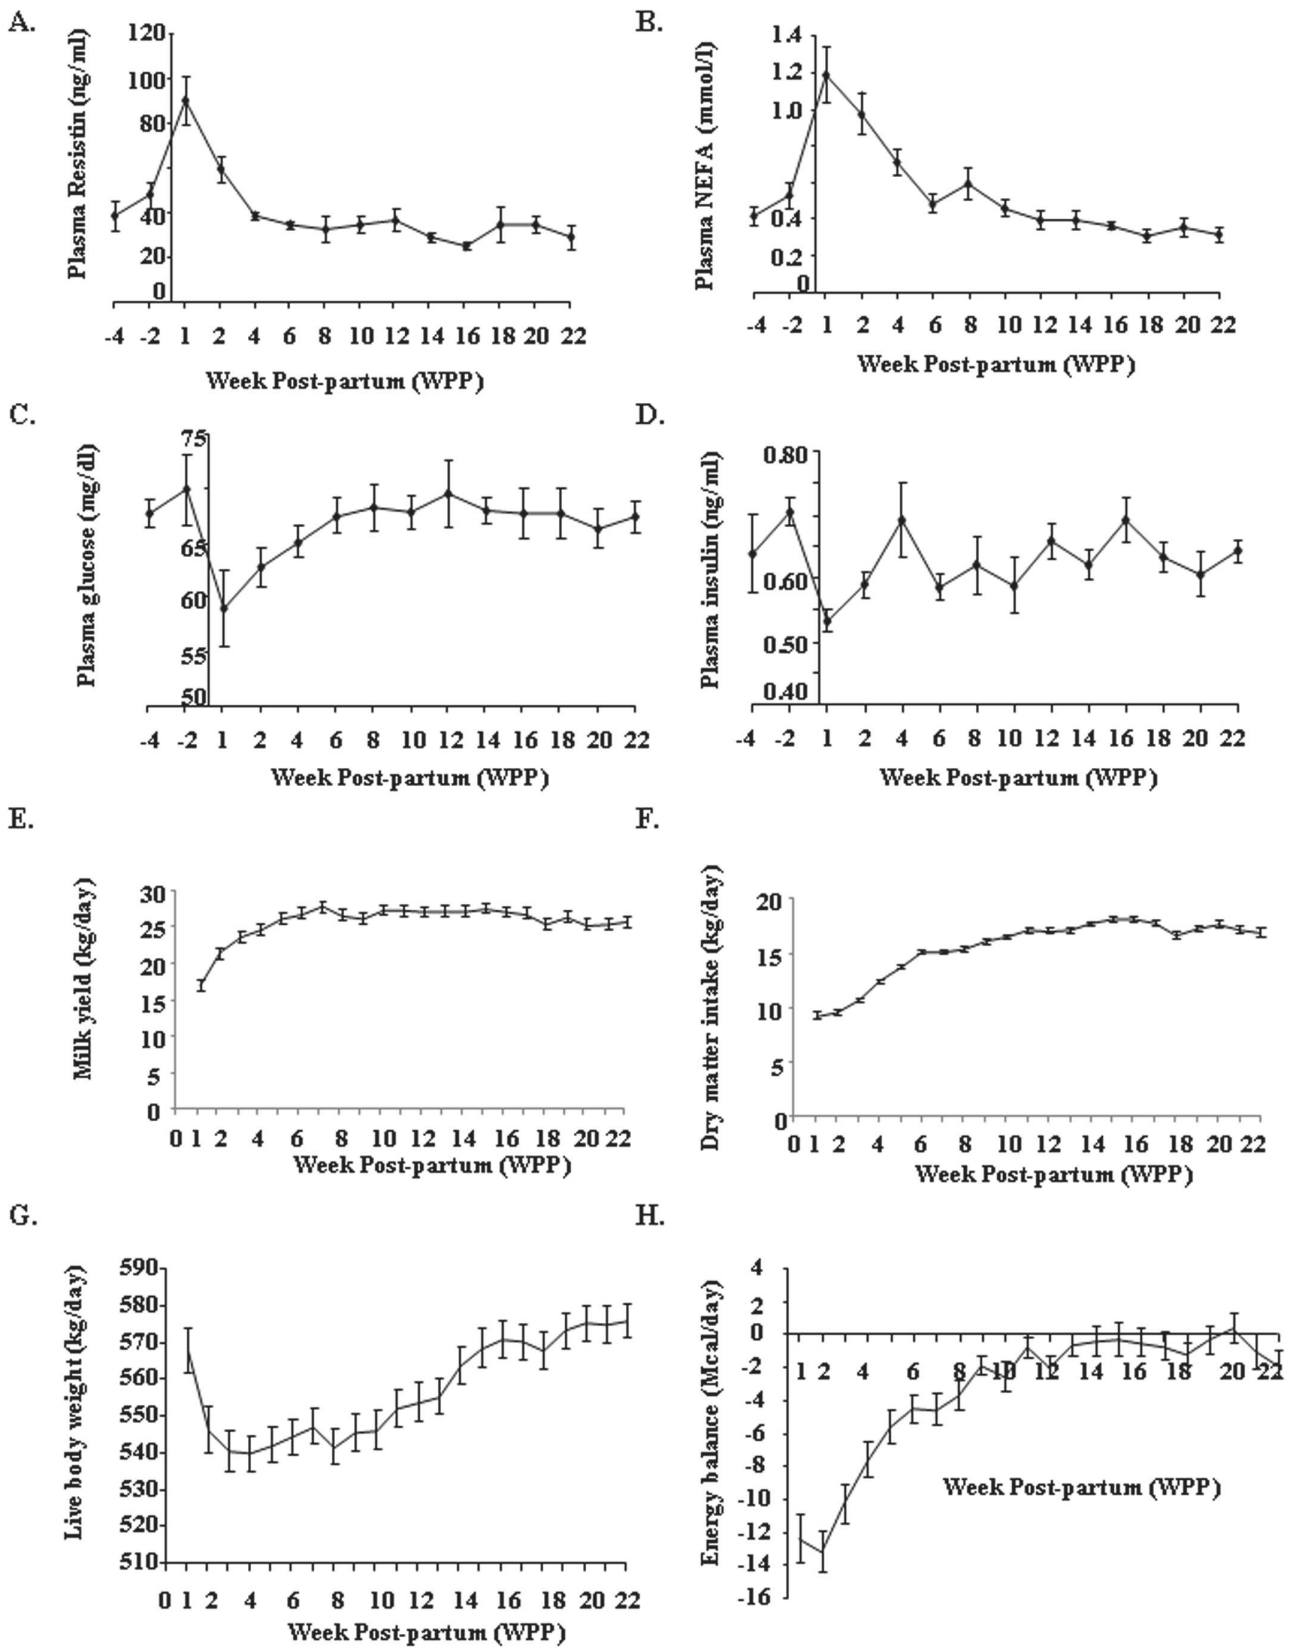 A.
Plasma Resistin (ng/ml)
120
100
80
40
20
0
-4 -2 1 2 4 6 8 10 12 14 16 18 20 22
Week Post-partum (WPP)
B.
Plasma NEFA (mmol/l)
1.4
1.2
1.0
0.4
0.2
0
-4 -2 1 2 4 6 8 10 12 14 16 18 20 22
Week Post-partum (WPP)
C.
Plasma glucose (mg/dl)
75
65
60
55
50
-4 -2 1 2 4 6 8 10 12 14 16 18 20 22
Week Post-partum (WPP)
D.
Plasma insulin (ng/ml)
0.80
0.60
0.50
0.40
-4 -2 1 2 4 6 8 10 12 14 16 18 20 22
Week Post-partum (WPP)
E.
Milk yield (kg/day)
30
25
20
15
10
5
0
0 1 2 4 6 8 10 12 14 16 18 20 22
Week Post-partum (WPP)
F.
Dry matter intake (kg/day)
20
15
10
5
0
0 1 2 4 6 8 10 12 14 16 18 20 22
Week Post-partum (WPP)
G.
Live body weight (kg/day)
590
580
570
560
550
540
530
520
510
0 1 2 4 6 8 10 12 14 16 18 20 22
Week Post-partum (WPP)
H.
Energy balance (Mcal/day)
4
2
0
-2
-4
-6
-8
-10
-12
-14
-16
1 2 4 6 8 10 12 14 16 18 20 22
Week Post-partum (WPP)